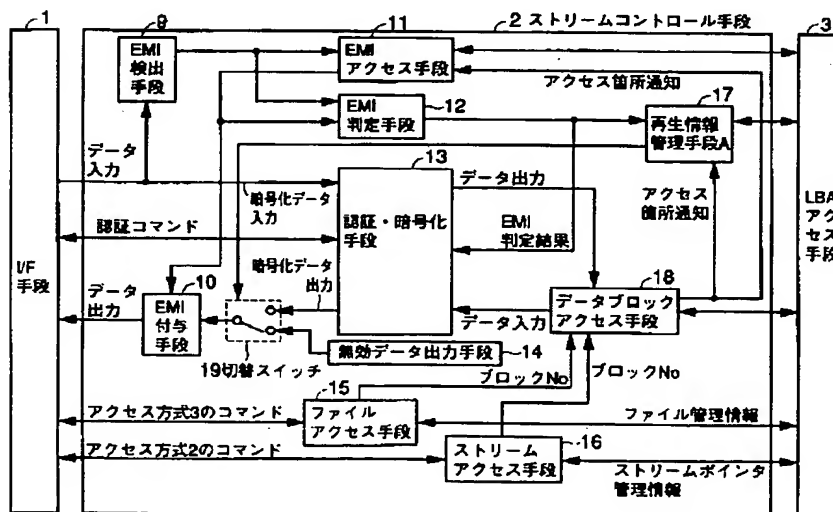 1
2 ストリームコントロール手段
3
9
EMI
検出
手段
11
EMI
アクセス手段
アクセス箇所通知
12
EMI
判定手段
17
再生情報
管理手段A
データ
入力
13
データ出力
暗号化データ
入力
アクセス
箇所通知
LBA
アク
セス
手段
認証・暗号化
手段
認証コマンド
EMI
判定結果
I/F
手段
10
暗号化データ
出力
18
データ
出力
EMI
付与
手段
データブロック
アクセス手段
データ入力
無効データ出力手段
14
19切替スイッチ
ブロックNo
ブロックNo
15
アクセス方式3のコマンド
ファイル
アクセス手段
ファイル管理情報
アクセス方式2のコマンド
16
ストリーム
アクセス手段
ストリームポインタ
管理情報